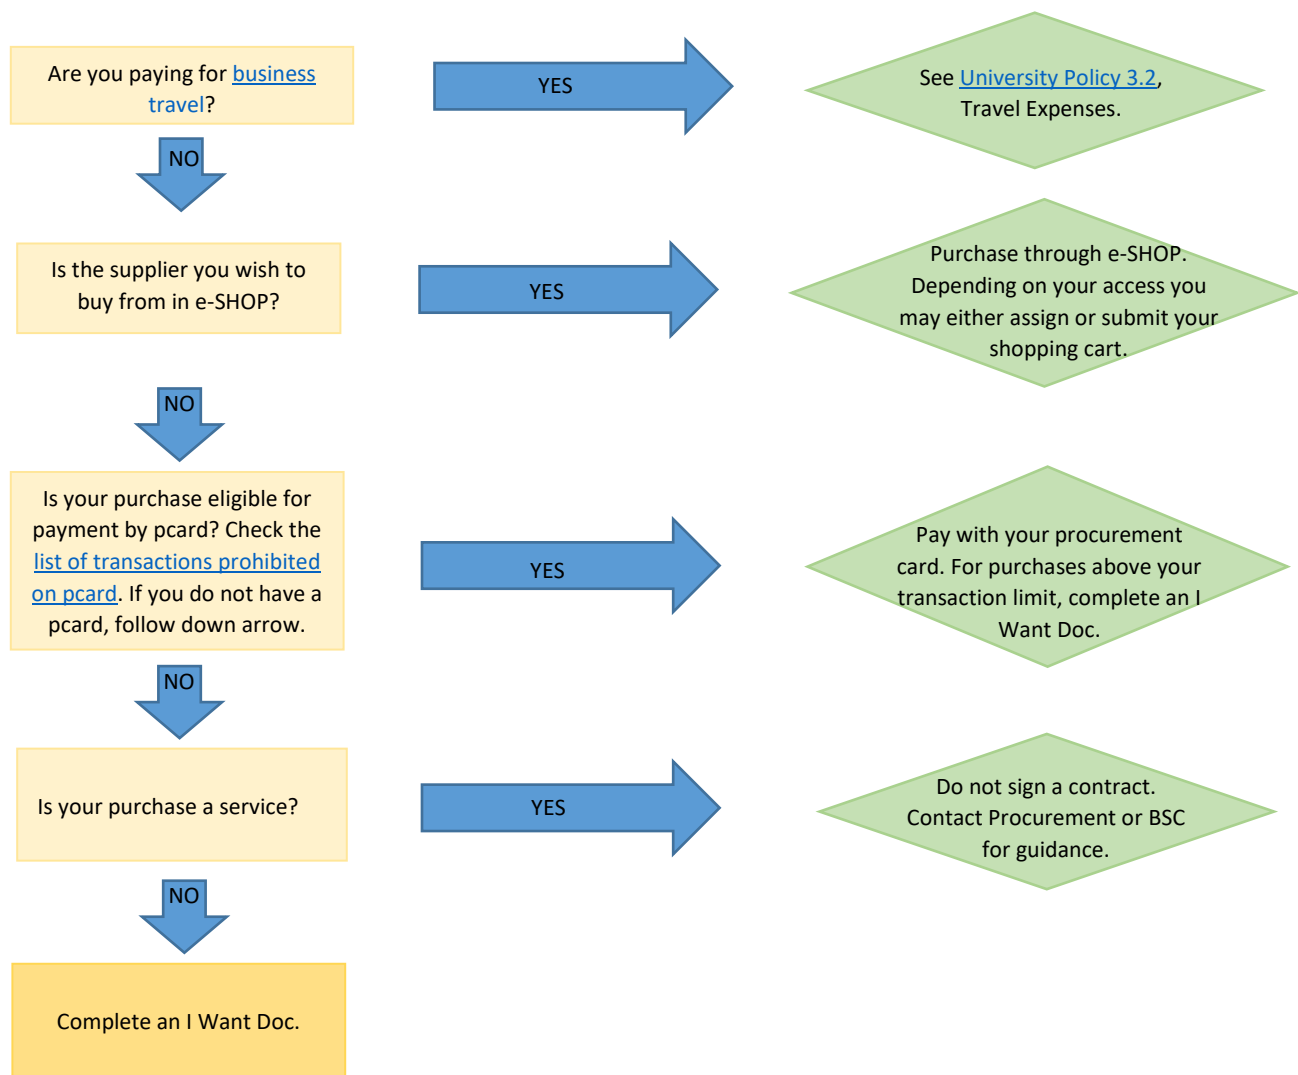 Are you paying for business
travel?
YES
See University Policy 3.2,
Travel Expenses.
NO
Is the supplier you wish to
buy from in e-SHOP?
YES
Purchase through e-SHOP.
Depending on your access you
may either assign or submit your
shopping cart.
NO
Is your purchase eligible for
payment by pcard? Check the
list of transactions prohibited
on pcard. If you do not have a
pcard, follow down arrow.
YES
Pay with your procurement
card. For purchases above your
transaction limit, complete an I
Want Doc.
NO
Is your purchase a service?
YES
Do not sign a contract.
Contact Procurement or BSC
for guidance.
NO
Complete an I Want Doc.